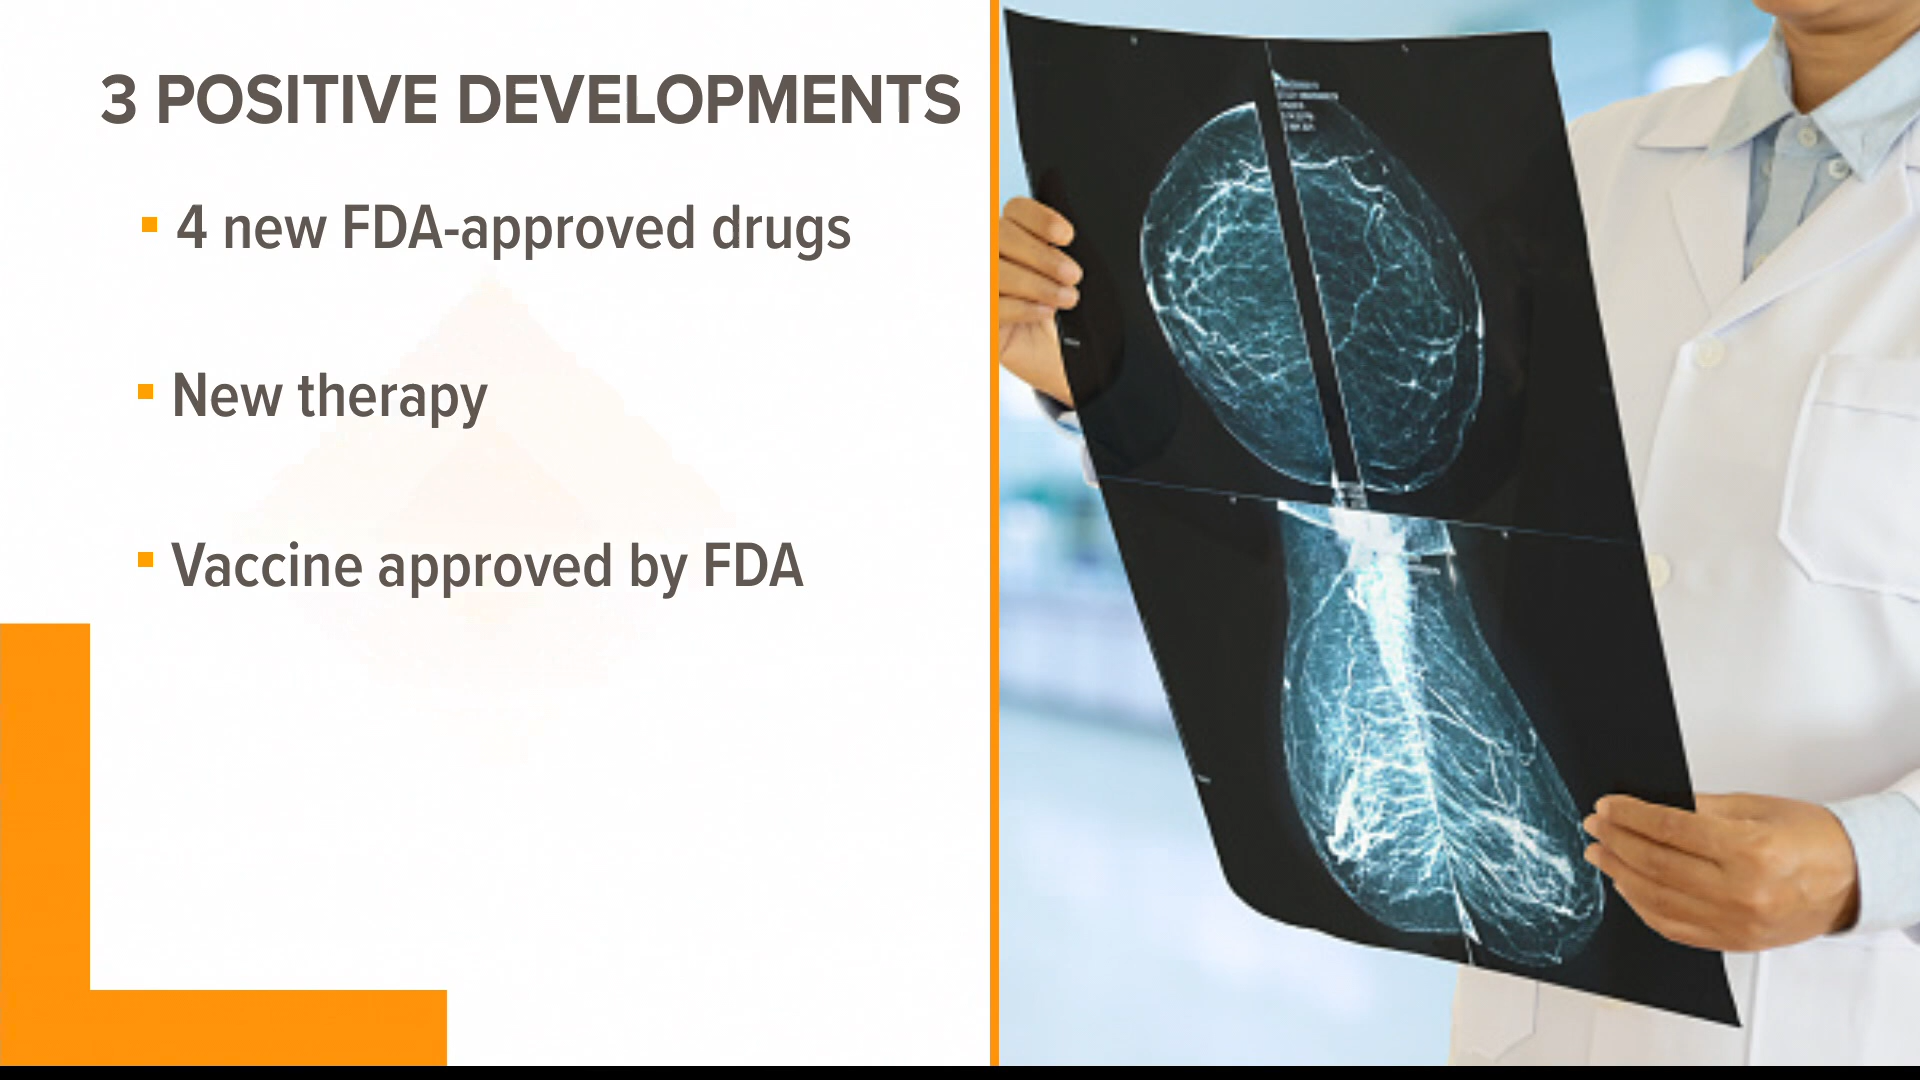 3 POSITIVE DEVELOPMENTS
4 new FDA-approved drugs
New therapy
Vaccine approved by FDA